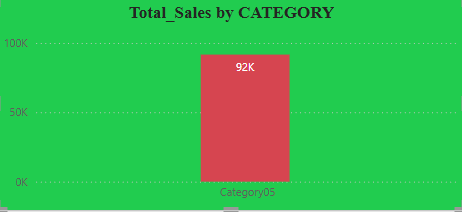 Total_Sales by CATEGORY
100K
92K
50K
0K
Category05